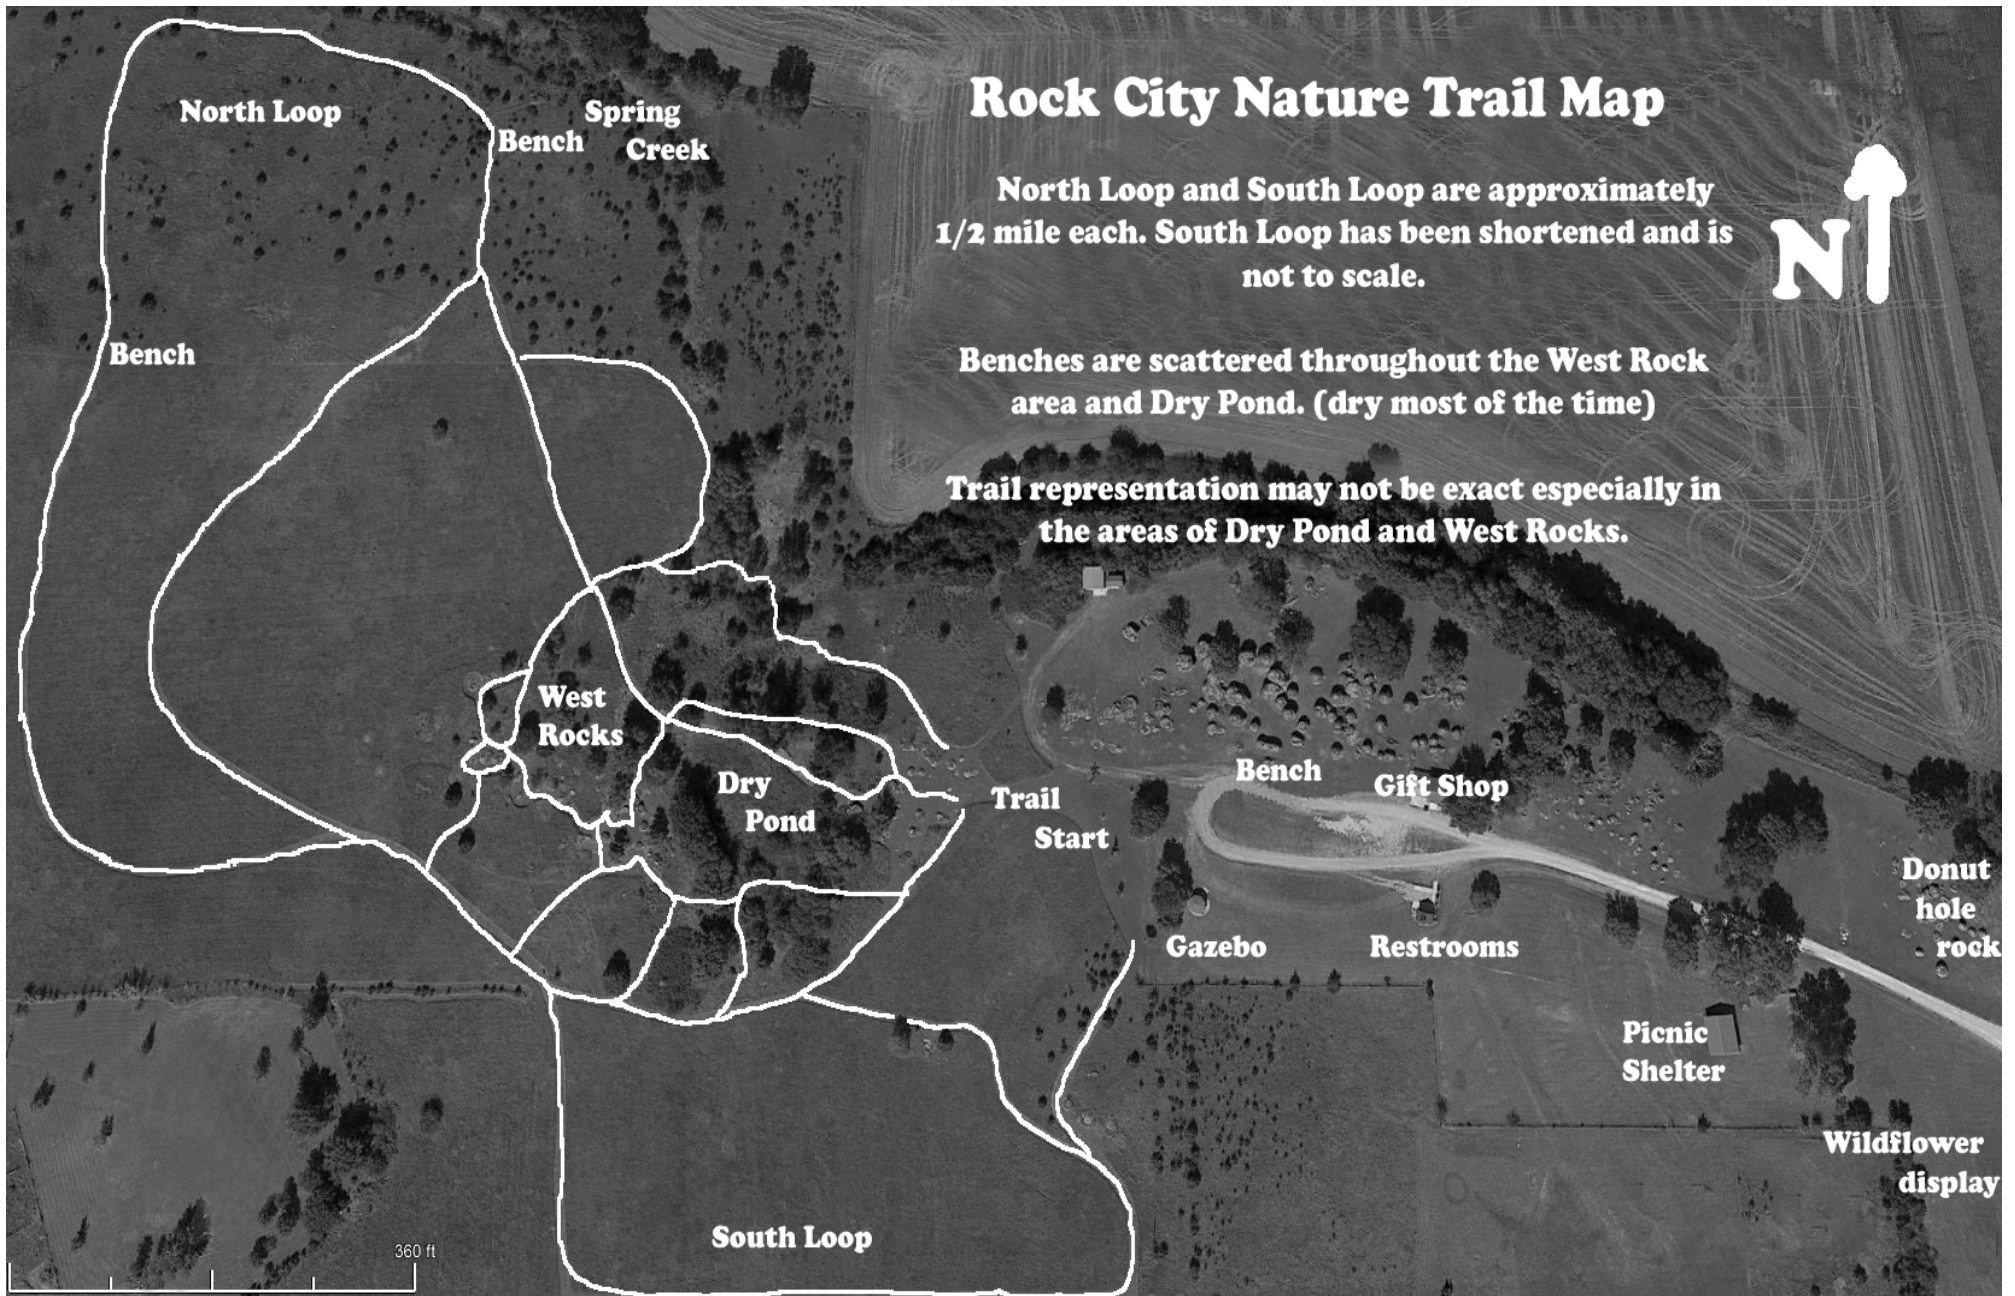 Rock City Nature Trail Map
North Loop and South Loop are approximately
1/2 mile each. South Loop has been shortened and is
not to scale.
Benches are scattered throughout the West Rock
area and Dry Pond. (dry most of the time)
Trail representation may not be exact especially in
the areas of Dry Pond and West Rocks.
N
North Loop
Spring
Creek
Bench
Bench
West
Rocks
Dry
Pond
Trail
Start
Bench
Gift Shop
Donut
hole
rock
Gazebo
Restrooms
Picnic
Shelter
Wildflower
display
South Loop
360 ft